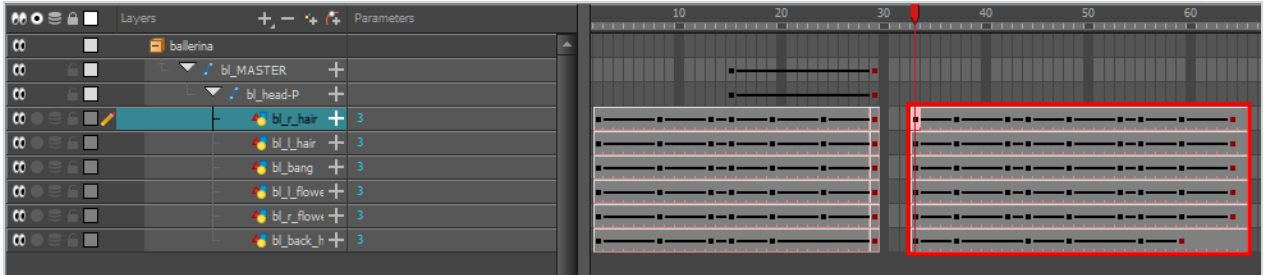 Layers Parameters 10 20 30 40 50 60
ballerina
bl_MASTER
bl_head-P
bl_r_hair 3
bl_l_hair 3
bl_bang 3
bl_l_flowe 3
bl_r_flowe 3
bl_back_h 3